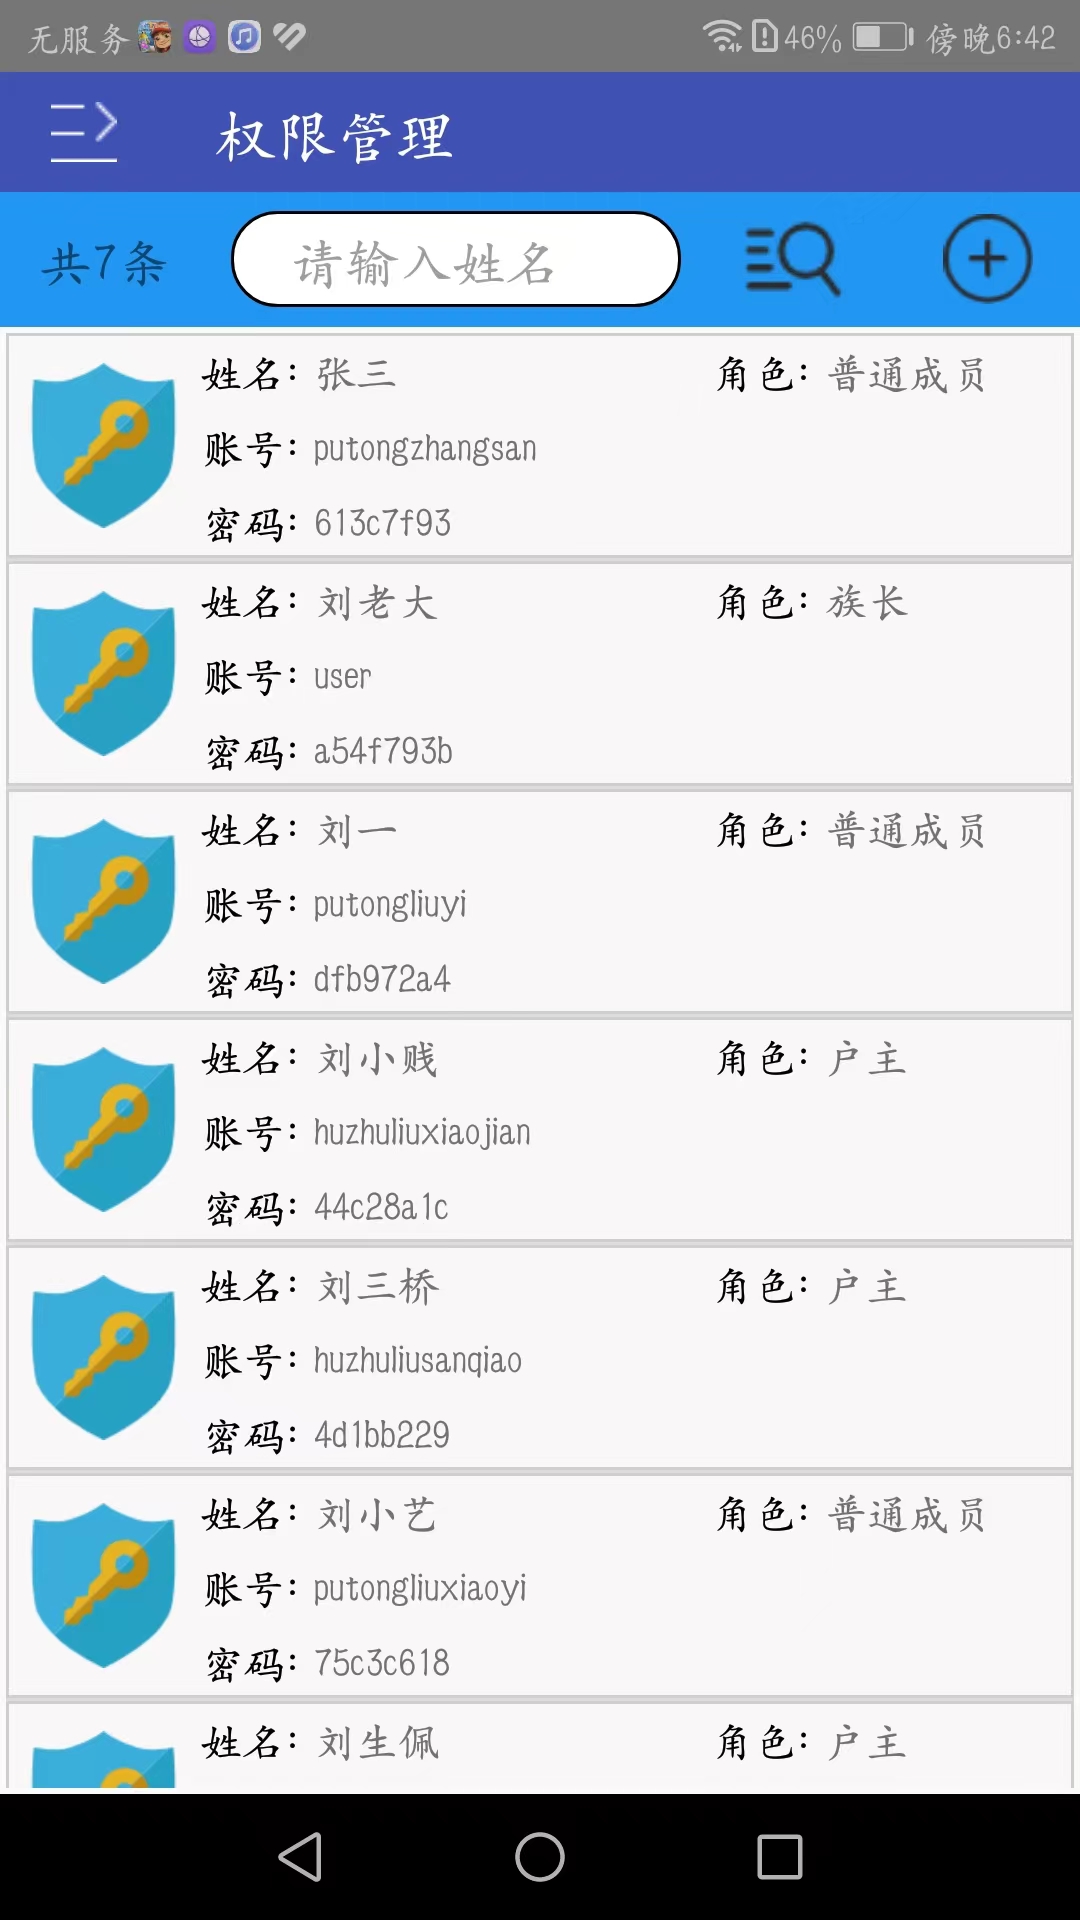 无服务 46% 傍晚6:42
权限管理
共7条 请输入姓名
姓名：张三 角色：普通成员
账号：putongzhangsan
密码：613c7f93
姓名：刘老大 角色：族长
账号：user
密码：a54f793b
姓名：刘一 角色：普通成员
账号：putongliuyi
密码：dfb972a4
姓名：刘小贱 角色：户主
账号：huzhuliuxiaojian
密码：44c28a1c
姓名：刘三桥 角色：户主
账号：huzhuliusanqiao
密码：4d1bb229
姓名：刘小艺 角色：普通成员
账号：putongliuxiaoyi
密码：75c3c618
姓名：刘生佩 角色：户主